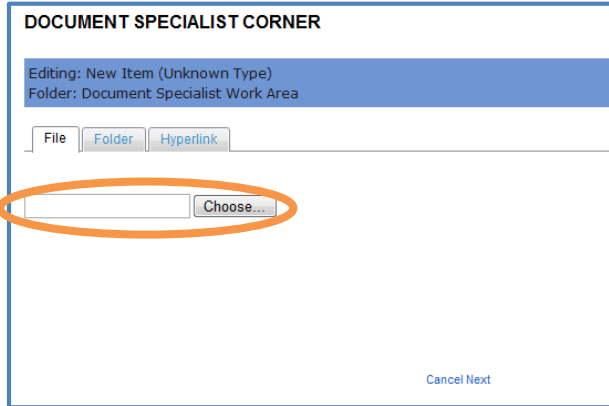 DOCUMENT SPECIALIST CORNER
Editing: New Item (Unknown Type)
Folder: Document Specialist Work Area
File Folder Hyperlink
Choose...
Cancel Next